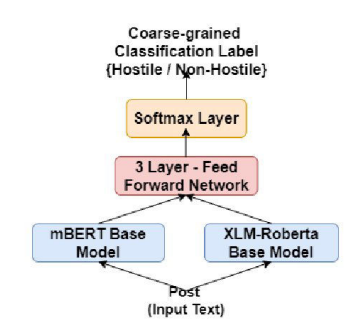 Coarse-grained
Classification Label
{Hostile / Non-Hostile}
Softmax Layer
3 Layer - Feed
Forward Network
mBERT Base
Model
XLM-Roberta
Base Model
Post
(Input Text)